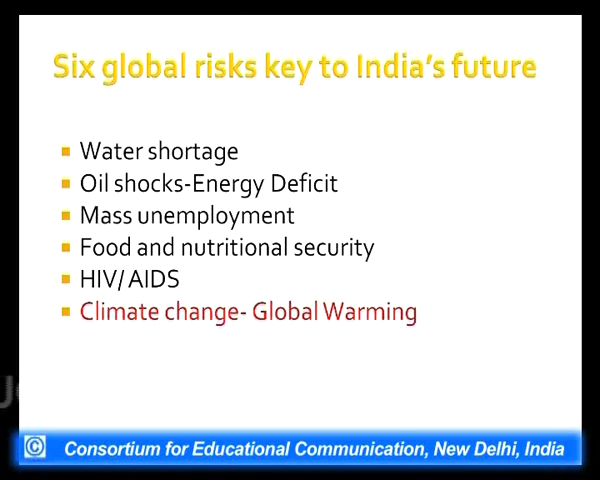 Six global risks key to India's future
Water shortage
Oil shocks-Energy Deficit
Mass unemployment
Food and nutritional security
HIV/ AIDS
Climate change- Global Warming
© Consortium for Educational Communication, New Delhi, India